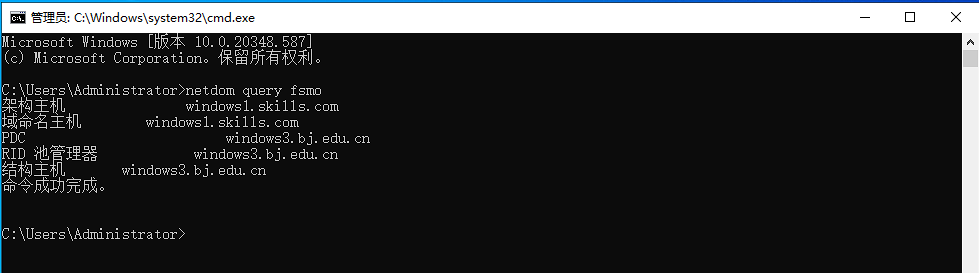 管理员: C:\Windows\system32\cmd.exe
Microsoft Windows [版本 10.0.20348.587]
(c) Microsoft Corporation。保留所有权利。
C:\Users\Administrator>netdom query fsmo
架构主机 windows1.skills.com
域命名主机 windows1.skills.com
PDC windows3.bj.edu.cn
RID 池管理器 windows3.bj.edu.cn
结构主机 windows3.bj.edu.cn
命令成功完成。
C:\Users\Administrator>